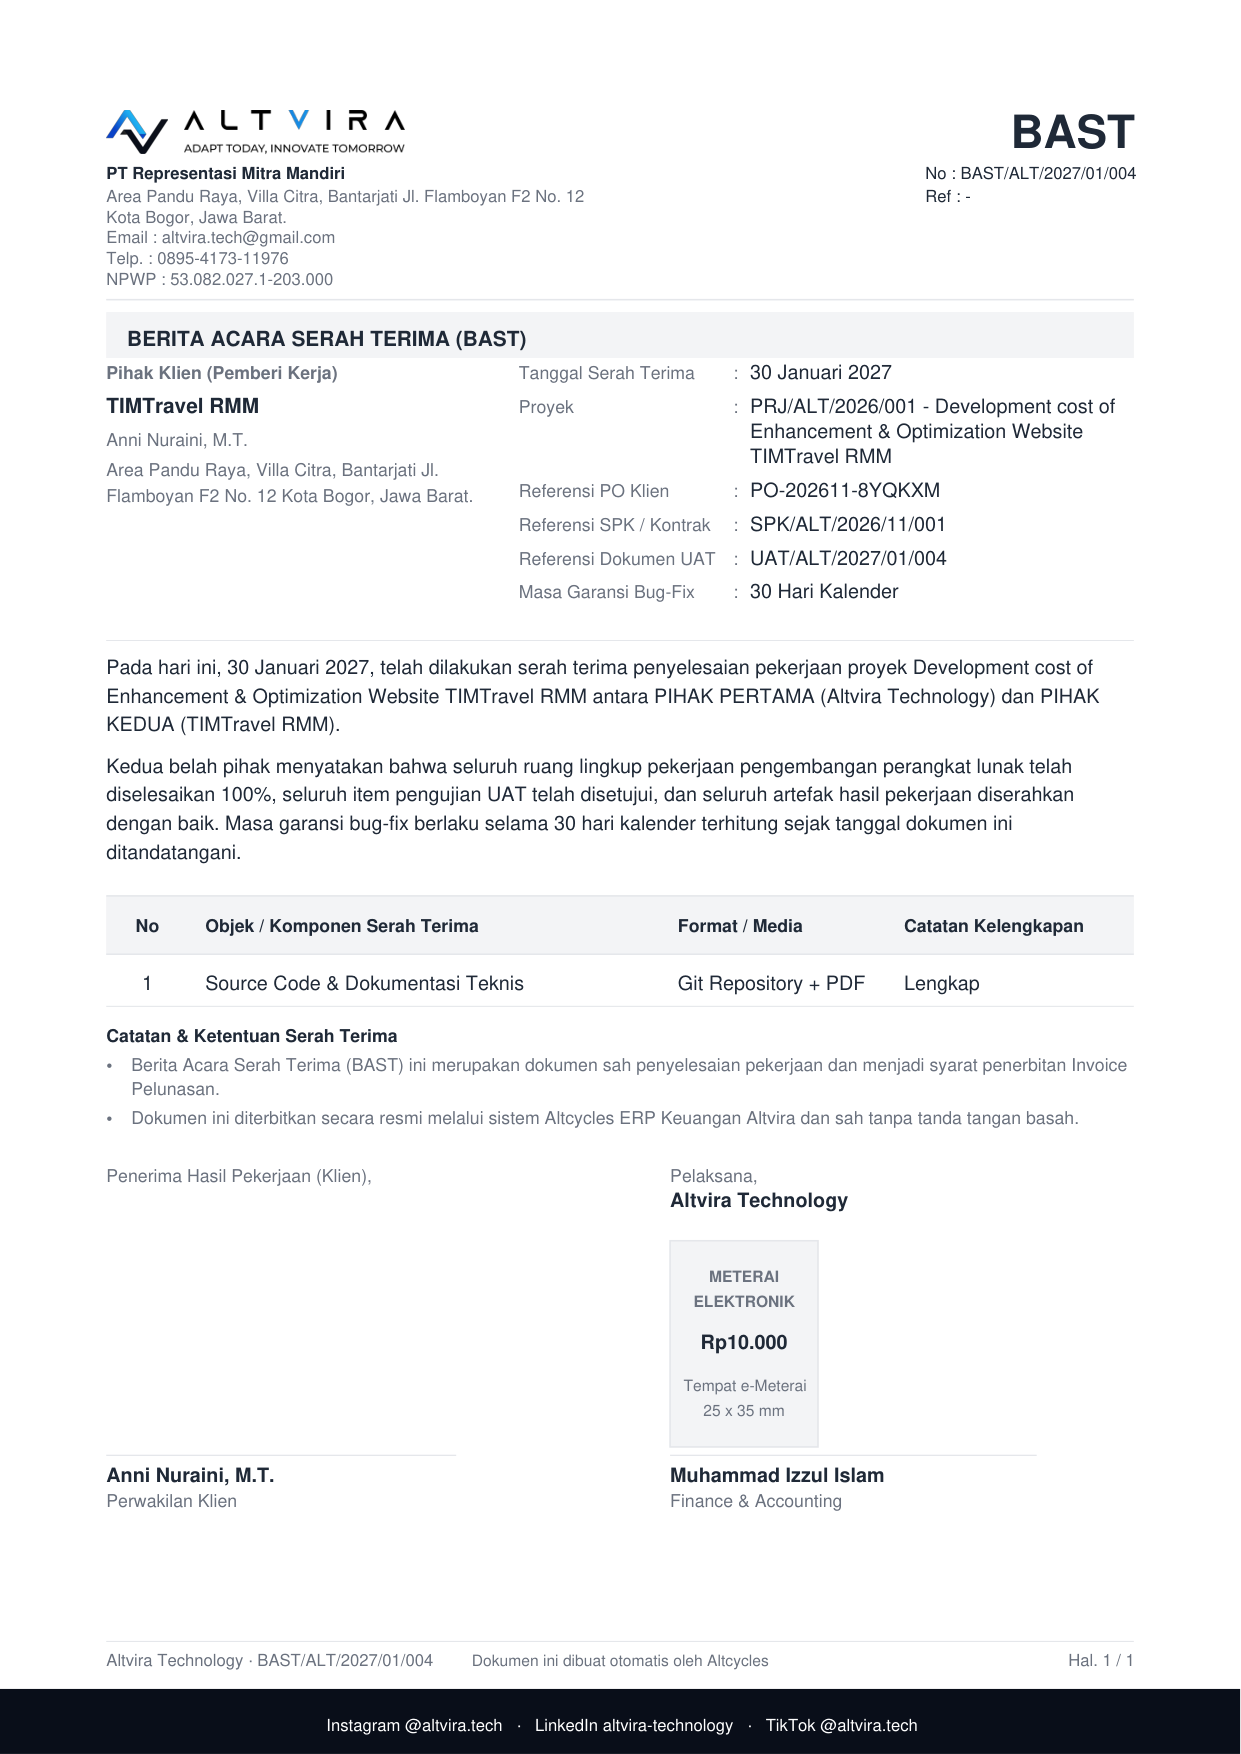 ALTVIRA
ADAPT TODAY, INNOVATE TOMORROW
BAST
PT Representasi Mitra Mandiri
No : BAST/ALT/2027/01/004
Area Pandu Raya, Villa Citra, Bantarjati Jl. Flamboyan F2 No. 12
Ref : -
Kota Bogor, Jawa Barat.
Email : altvira.tech@gmail.com
Telp. : 0895-4173-11976
NPWP : 53.082.027.1-203.000
BERITA ACARA SERAH TERIMA (BAST)
Pihak Klien (Pemberi Kerja)
TIMTravel RMM
Anni Nuraini, M.T.
Area Pandu Raya, Villa Citra, Bantarjati Jl.
Flamboyan F2 No. 12 Kota Bogor, Jawa Barat.
Tanggal Serah Terima : 30 Januari 2027
Proyek : PRJ/ALT/2026/001 - Development cost of
Enhancement & Optimization Website
TIMTravel RMM
Referensi PO Klien : PO-202611-8YQKXM
Referensi SPK / Kontrak : SPK/ALT/2026/11/001
Referensi Dokumen UAT : UAT/ALT/2027/01/004
Masa Garansi Bug-Fix : 30 Hari Kalender
Pada hari ini, 30 Januari 2027, telah dilakukan serah terima penyelesaian pekerjaan proyek Development cost of
Enhancement & Optimization Website TIMTravel RMM antara PIHAK PERTAMA (Altvira Technology) dan PIHAK
KEDUA (TIMTravel RMM).
Kedua belah pihak menyatakan bahwa seluruh ruang lingkup pekerjaan pengembangan perangkat lunak telah
diselesaikan 100%, seluruh item pengujian UAT telah disetujui, dan seluruh artefak hasil pekerjaan diserahkan
dengan baik. Masa garansi bug-fix berlaku selama 30 hari kalender terhitung sejak tanggal dokumen ini
ditandatangani.
No Objek / Komponen Serah Terima Format / Media Catatan Kelengkapan
1 Source Code & Dokumentasi Teknis Git Repository + PDF Lengkap
Catatan & Ketentuan Serah Terima
• Berita Acara Serah Terima (BAST) ini merupakan dokumen sah penyelesaian pekerjaan dan menjadi syarat penerbitan Invoice
Pelunasan.
• Dokumen ini diterbitkan secara resmi melalui sistem Altcycles ERP Keuangan Altvira dan sah tanpa tanda tangan basah.
Penerima Hasil Pekerjaan (Klien),
Pelaksana,
Altvira Technology
METERAI
ELEKTRONIK
Rp10.000
Tempat e-Meterai
25 x 35 mm
Anni Nuraini, M.T.
Perwakilan Klien
Muhammad Izzul Islam
Finance & Accounting
Altvira Technology · BAST/ALT/2027/01/004 Dokumen ini dibuat otomatis oleh Altcycles Hal. 1 / 1
Instagram @altvira.tech · LinkedIn altvira-technology · TikTok @altvira.tech